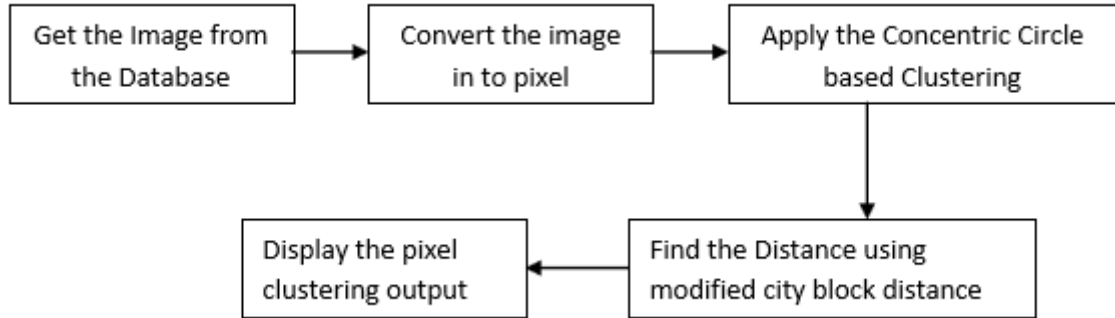 Get the Image from
the Database
Convert the image
in to pixel
Apply the Concentric Circle
based Clustering
Find the Distance using
modified city block distance
Display the pixel
clustering output